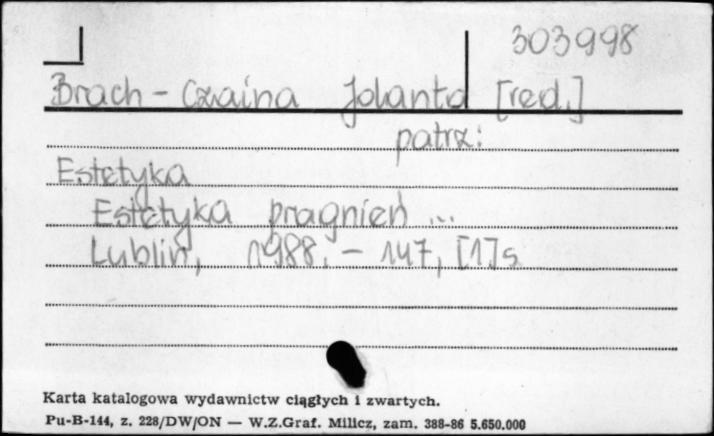 303998
Brach-Czaina Jolanta [red.]
patrz:
Estetyka
Estetyka pragnień ...
Lublin, 1988. - 147, [1]s
Karta katalogowa wydawnictw ciągłych i zwartych.
Pu-B-144, z. 228/DW/ON — W.Z.Graf. Milicz, zam. 388-86 5.650.000